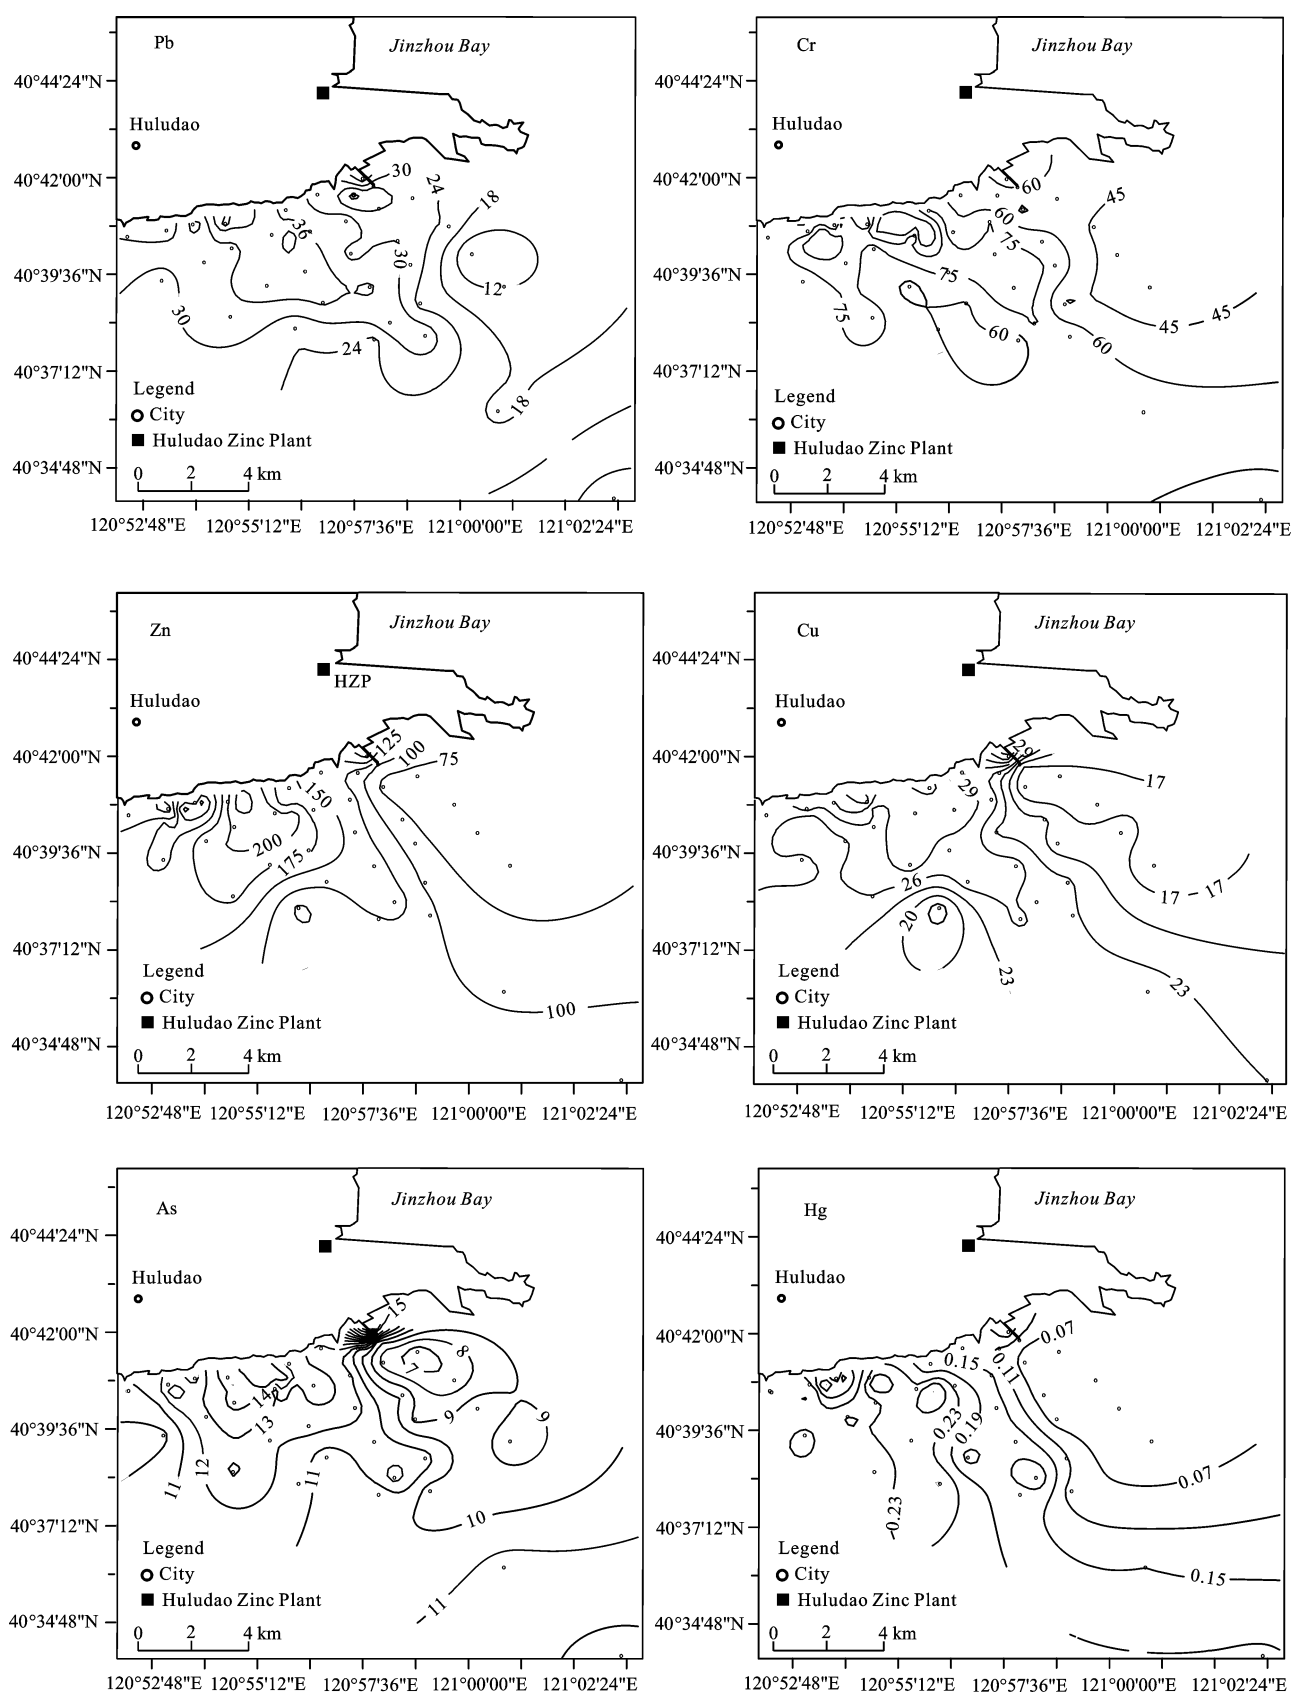 Pb
Jinzhou Bay
40°44'24"N
Huludao
40°42'00"N
30
24
18
36
30
40°39'36"N
12
30
24
40°37'12"N
18
Legend
City
Huludao Zinc Plant
40°34'48"N
0 2 4 km
120°52'48"E 120°55'12"E 120°57'36"E 121°00'00"E 121°02'24"E
Cr
Jinzhou Bay
40°44'24"N
Huludao
40°42'00"N
60
45
60
75
40°39'36"N
75
75
60
45
45
60
40°37'12"N
Legend
City
Huludao Zinc Plant
40°34'48"N
0 2 4 km
120°52'48"E 120°55'12"E 120°57'36"E 121°00'00"E 121°02'24"E
Zn
Jinzhou Bay
40°44'24"N
HZP
Huludao
40°42'00"N
125
100
75
150
40°39'36"N
200
175
40°37'12"N
100
Legend
City
Huludao Zinc Plant
40°34'48"N
0 2 4 km
120°52'48"E 120°55'12"E 120°57'36"E 121°00'00"E 121°02'24"E
Cu
Jinzhou Bay
40°44'24"N
Huludao
40°42'00"N
29
17
29
40°39'36"N
26
17
17
20
40°37'12"N
23
23
Legend
City
Huludao Zinc Plant
40°34'48"N
0 2 4 km
120°52'48"E 120°55'12"E 120°57'36"E 121°00'00"E 121°02'24"E
As
Jinzhou Bay
40°44'24"N
Huludao
15
40°42'00"N
8
7
14
13
9
9
40°39'36"N
12
11
11
10
40°37'12"N
11
Legend
City
Huludao Zinc Plant
40°34'48"N
0 2 4 km
120°52'48"E 120°55'12"E 120°57'36"E 121°00'00"E 121°02'24"E
Hg
Jinzhou Bay
40°44'24"N
Huludao
40°42'00"N
0.07
0.15
0.11
0.23
0.19
40°39'36"N
0.07
0.23
40°37'12"N
0.15
Legend
City
Huludao Zinc Plant
40°34'48"N
0 2 4 km
120°52'48"E 120°55'12"E 120°57'36"E 121°00'00"E 121°02'24"E